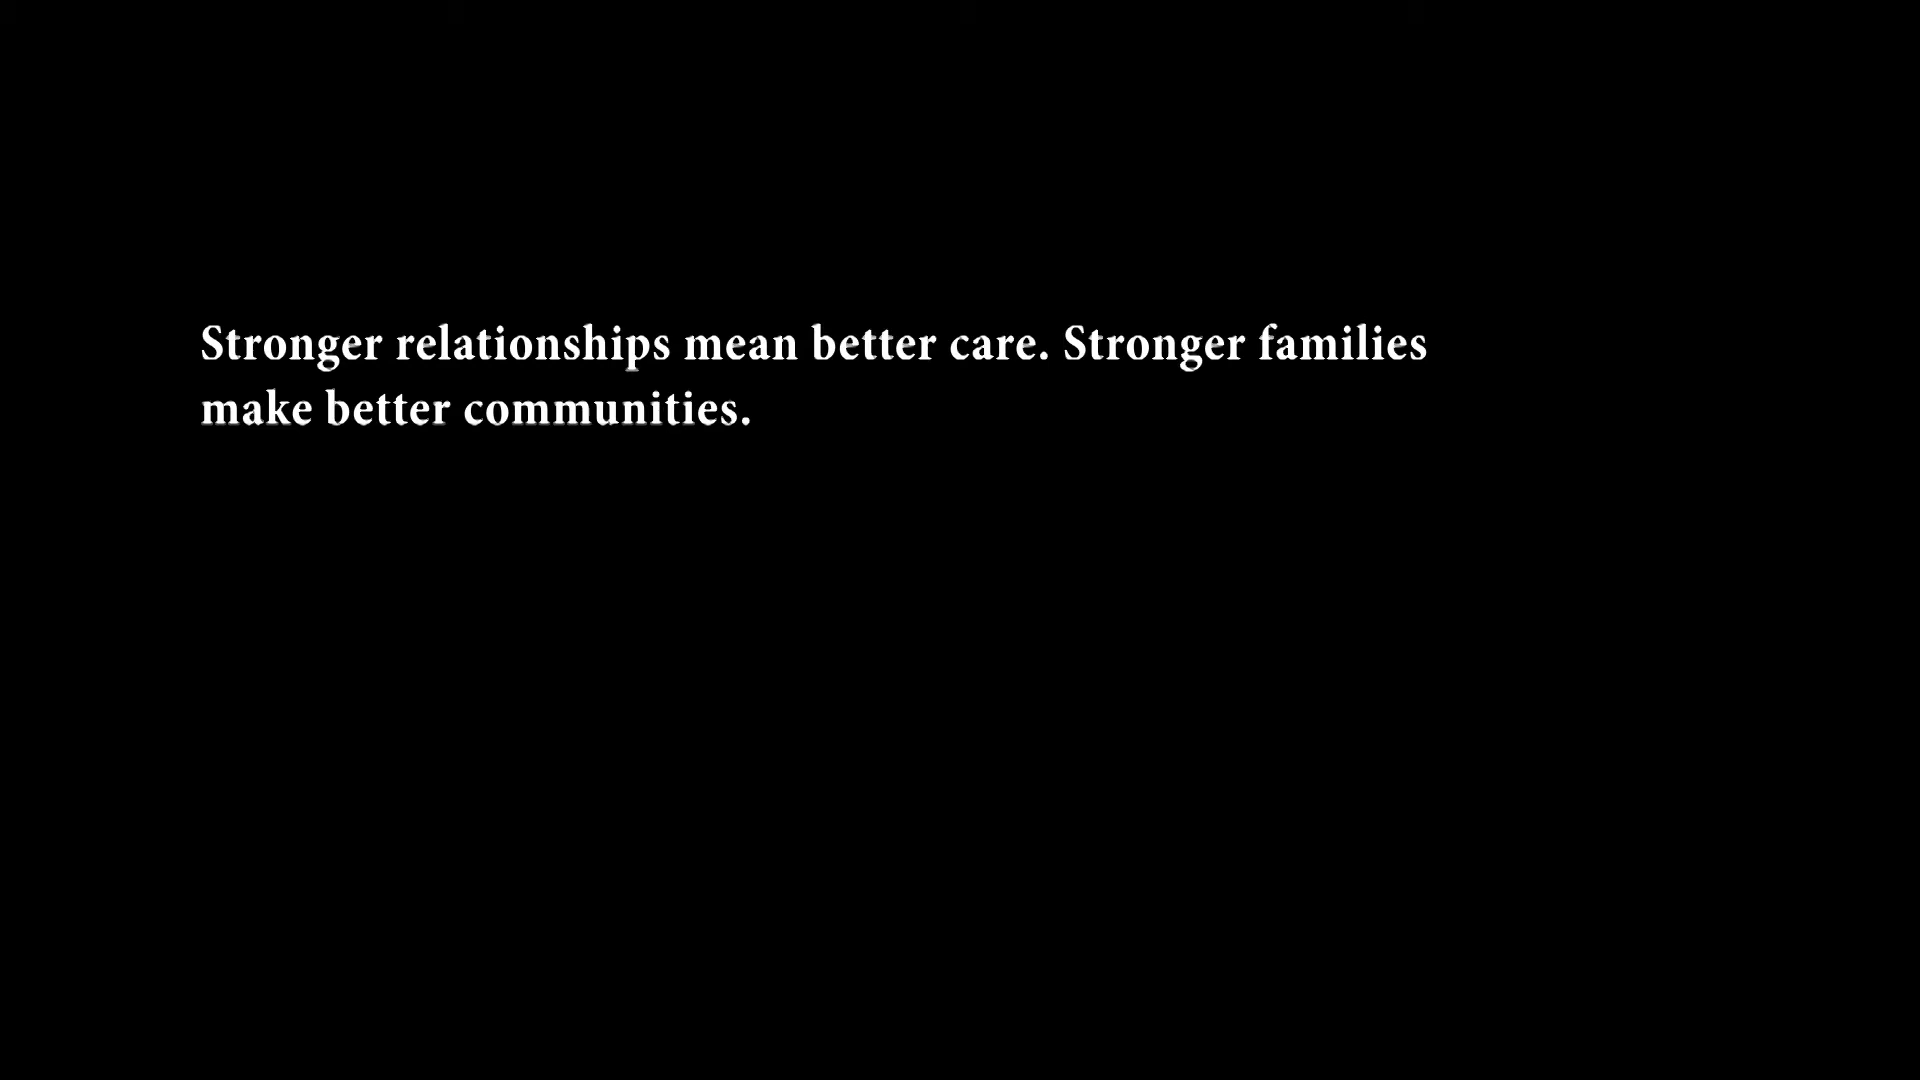 Stronger relationships mean better care. Stronger families
make better communities.